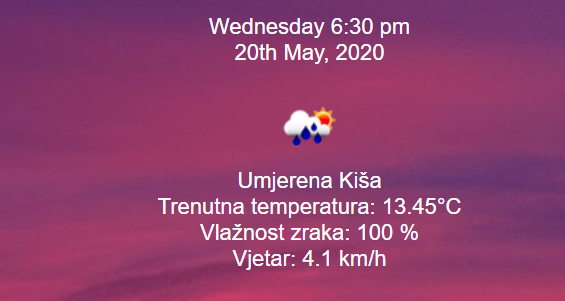 Wednesday 6:30 pm
20th May, 2020
Umjerena Kiša
Trenutna temperatura: 13.45°C
Vlažnost zraka: 100 %
Vjetar: 4.1 km/h